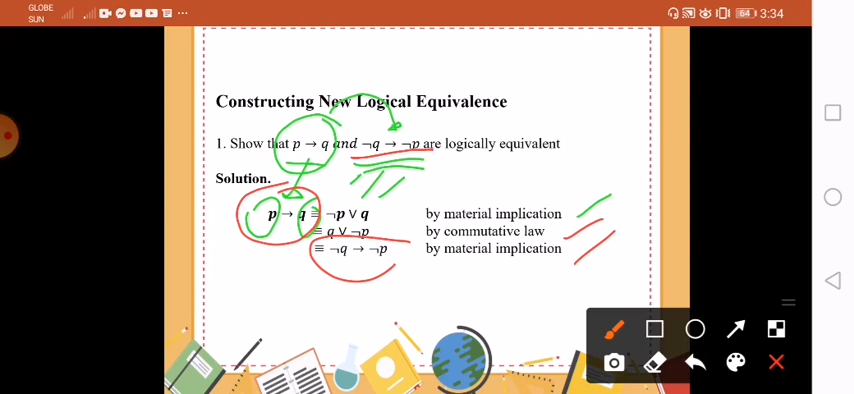 GLOBE
SUN
64
3:34
Constructing New Logical Equivalence
1. Show that p → q and ¬q → ¬p are logically equivalent
Solution.
p → q ≡ ¬p ∨ q by material implication
≡ q ∨ ¬p by commutative law
≡ ¬q → ¬p by material implication